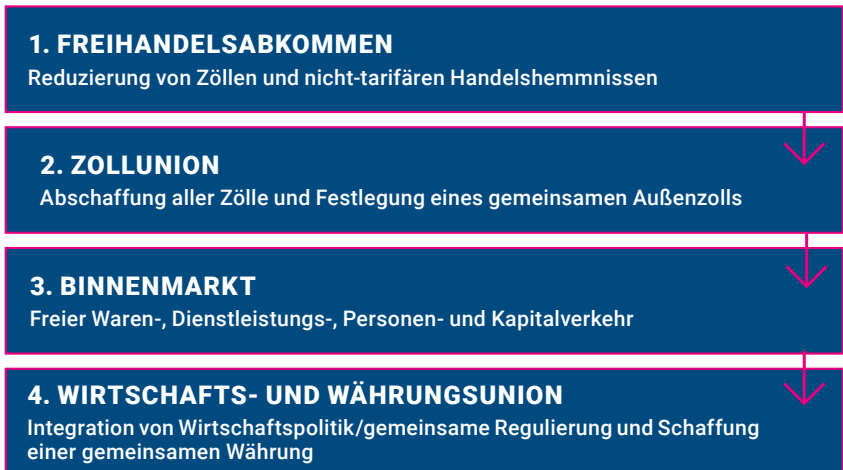 1. FREIHANDELSABKOMMEN
Reduzierung von Zöllen und nicht-tarifären Handelshemmnissen
2. ZOLLUNION
Abschaffung aller Zölle und Festlegung eines gemeinsamen Außenzolls
3. BINNENMARKT
Freier Waren-, Dienstleistungs-, Personen- und Kapitalverkehr
4. WIRTSCHAFTS- UND WÄHRUNGSUNION
Integration von Wirtschaftspolitik/gemeinsame Regulierung und Schaffung
einer gemeinsamen Währung